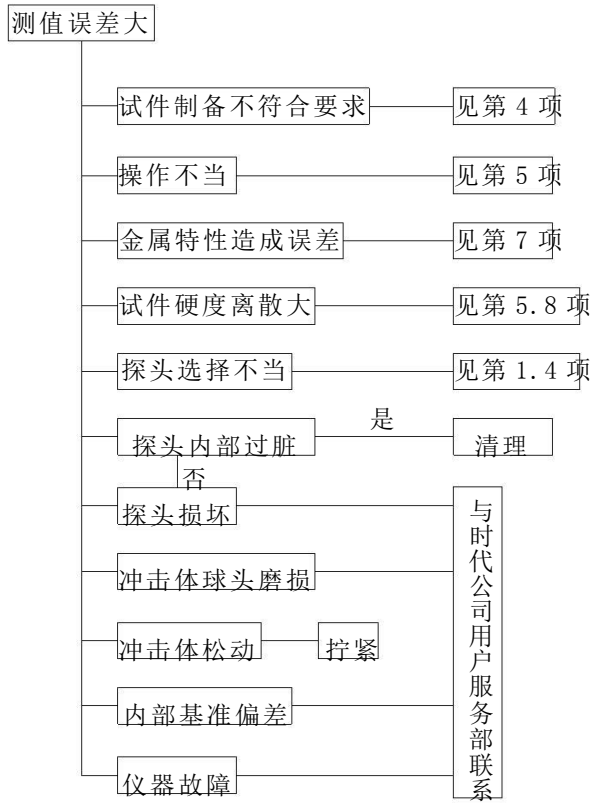 测值误差大
试件制备不符合要求
见第 4 项
操作不当
见第 5 项
金属特性造成误差
见第 7 项
试件硬度离散大
见第 5.8 项
探头选择不当
见第 1.4 项
探头内部过脏
是
清理
否
探头损坏
与时代公司用户服务部联系
冲击体球头磨损
冲击体松动
拧紧
内部基准偏差
仪器故障